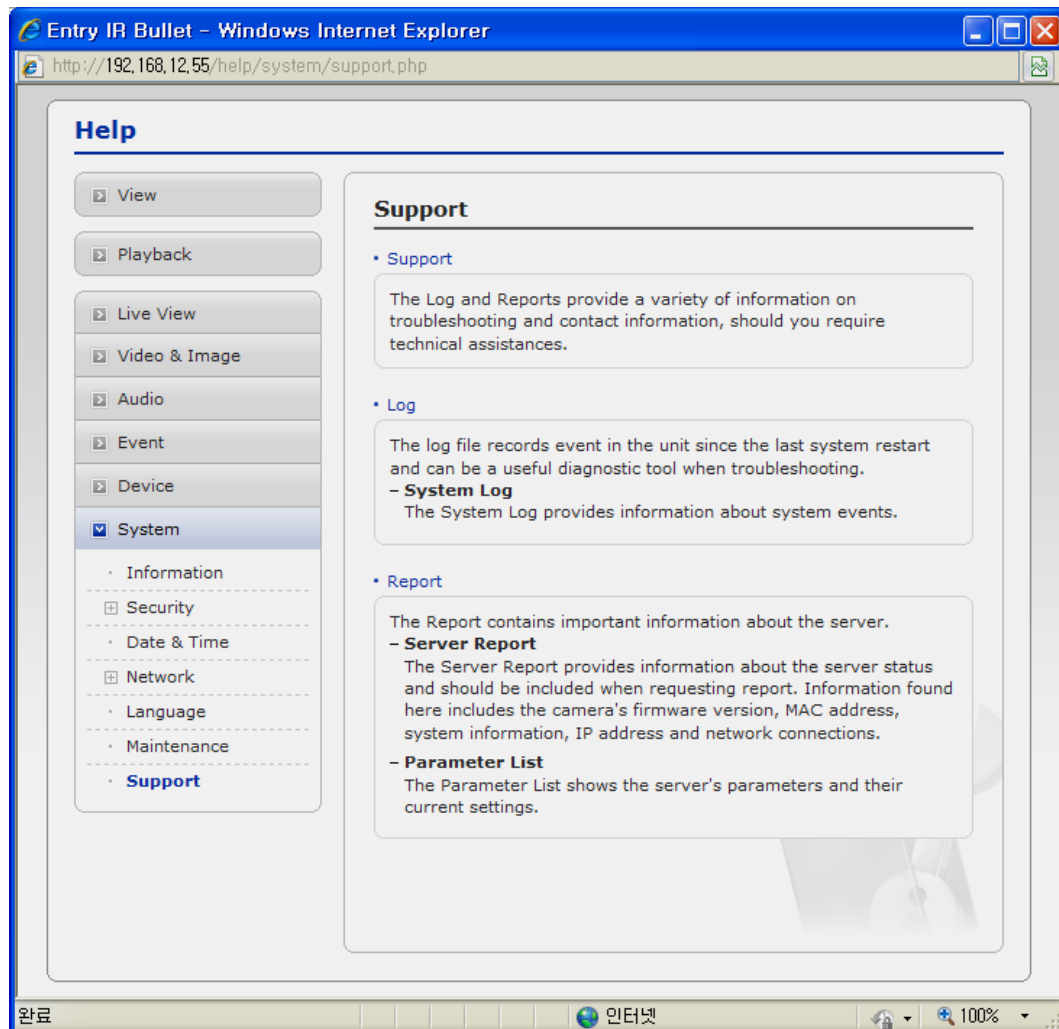 Entry IR Bullet - Windows Internet Explorer
http://192,168,12,55/help/system/support,php
Help
View
Playback
Live View
Video & Image
Audio
Event
Device
System
· Information
Security
· Date & Time
Network
· Language
· Maintenance
· Support
Support
• Support
The Log and Reports provide a variety of information on
troubleshooting and contact information, should you require
technical assistances.
• Log
The log file records event in the unit since the last system restart
and can be a useful diagnostic tool when troubleshooting.
– System Log
The System Log provides information about system events.
• Report
The Report contains important information about the server.
– Server Report
The Server Report provides information about the server status
and should be included when requesting report. Information found
here includes the camera's firmware version, MAC address,
system information, IP address and network connections.
– Parameter List
The Parameter List shows the server's parameters and their
current settings.
완료
인터넷
100%